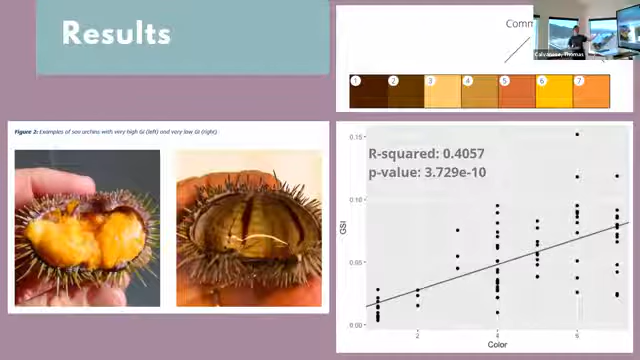 Results
Comm
Calvanese, Thomas
1 2 3 4 5 6 7
Figure 2: Examples of sea urchins with very high GI (left) and very low GI (right)
R-squared: 0.4057
p-value: 3.729e-10
0.15
0.10
0.05
0.00
GSI
2 4 6
Color